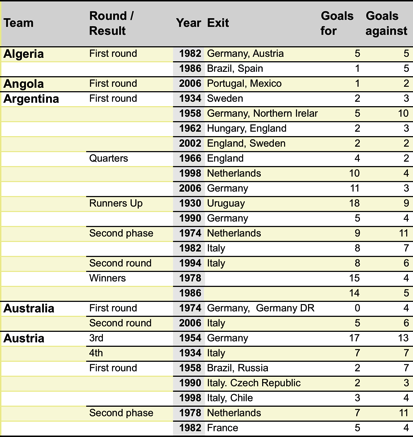 Team Round / Result Year Exit Goals for Goals against
Algeria First round 1982 Germany, Austria 5 5
1986 Brazil, Spain 1 5
Angola First round 2006 Portugal, Mexico 1 2
Argentina First round 1934 Sweden 2 3
1958 Germany, Northern Irelar 5 10
1962 Hungary, England 2 3
2002 England, Sweden 2 2
Quarters 1966 England 4 2
1998 Netherlands 10 4
2006 Germany 11 3
Runners Up 1930 Uruguay 18 9
1990 Germany 5 4
Second phase 1974 Netherlands 9 11
1982 Italy 8 7
Second round 1994 Italy 8 6
Winners 1978 15 4
1986 14 5
Australia First round 1974 Germany, Germany DR 0 4
Second round 2006 Italy 5 6
Austria 3rd 1954 Germany 17 13
4th 1934 Italy 7 7
First round 1958 Brazil, Russia 2 7
1990 Italy. Czech Republic 2 3
1998 Italy, Chile 3 4
Second phase 1978 Netherlands 7 11
1982 France 5 4